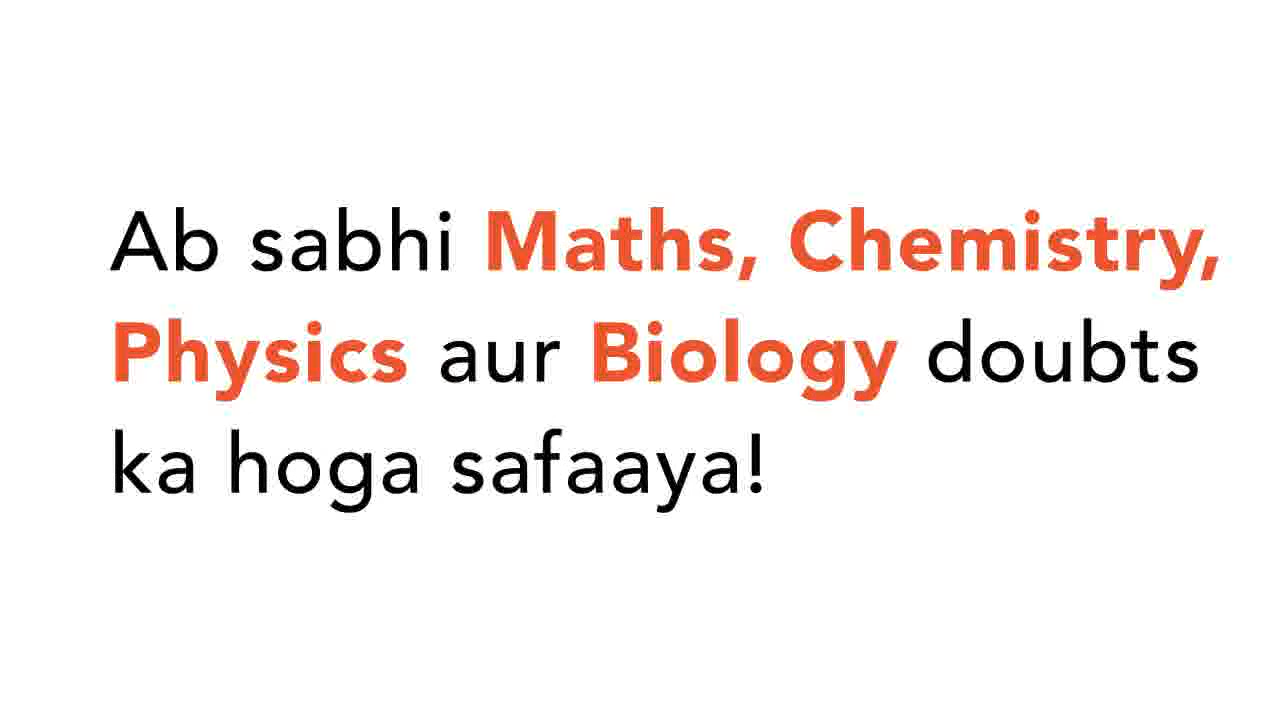 Ab sabhi Maths, Chemistry,
Physics aur Biology doubts
ka hoga safaaya!